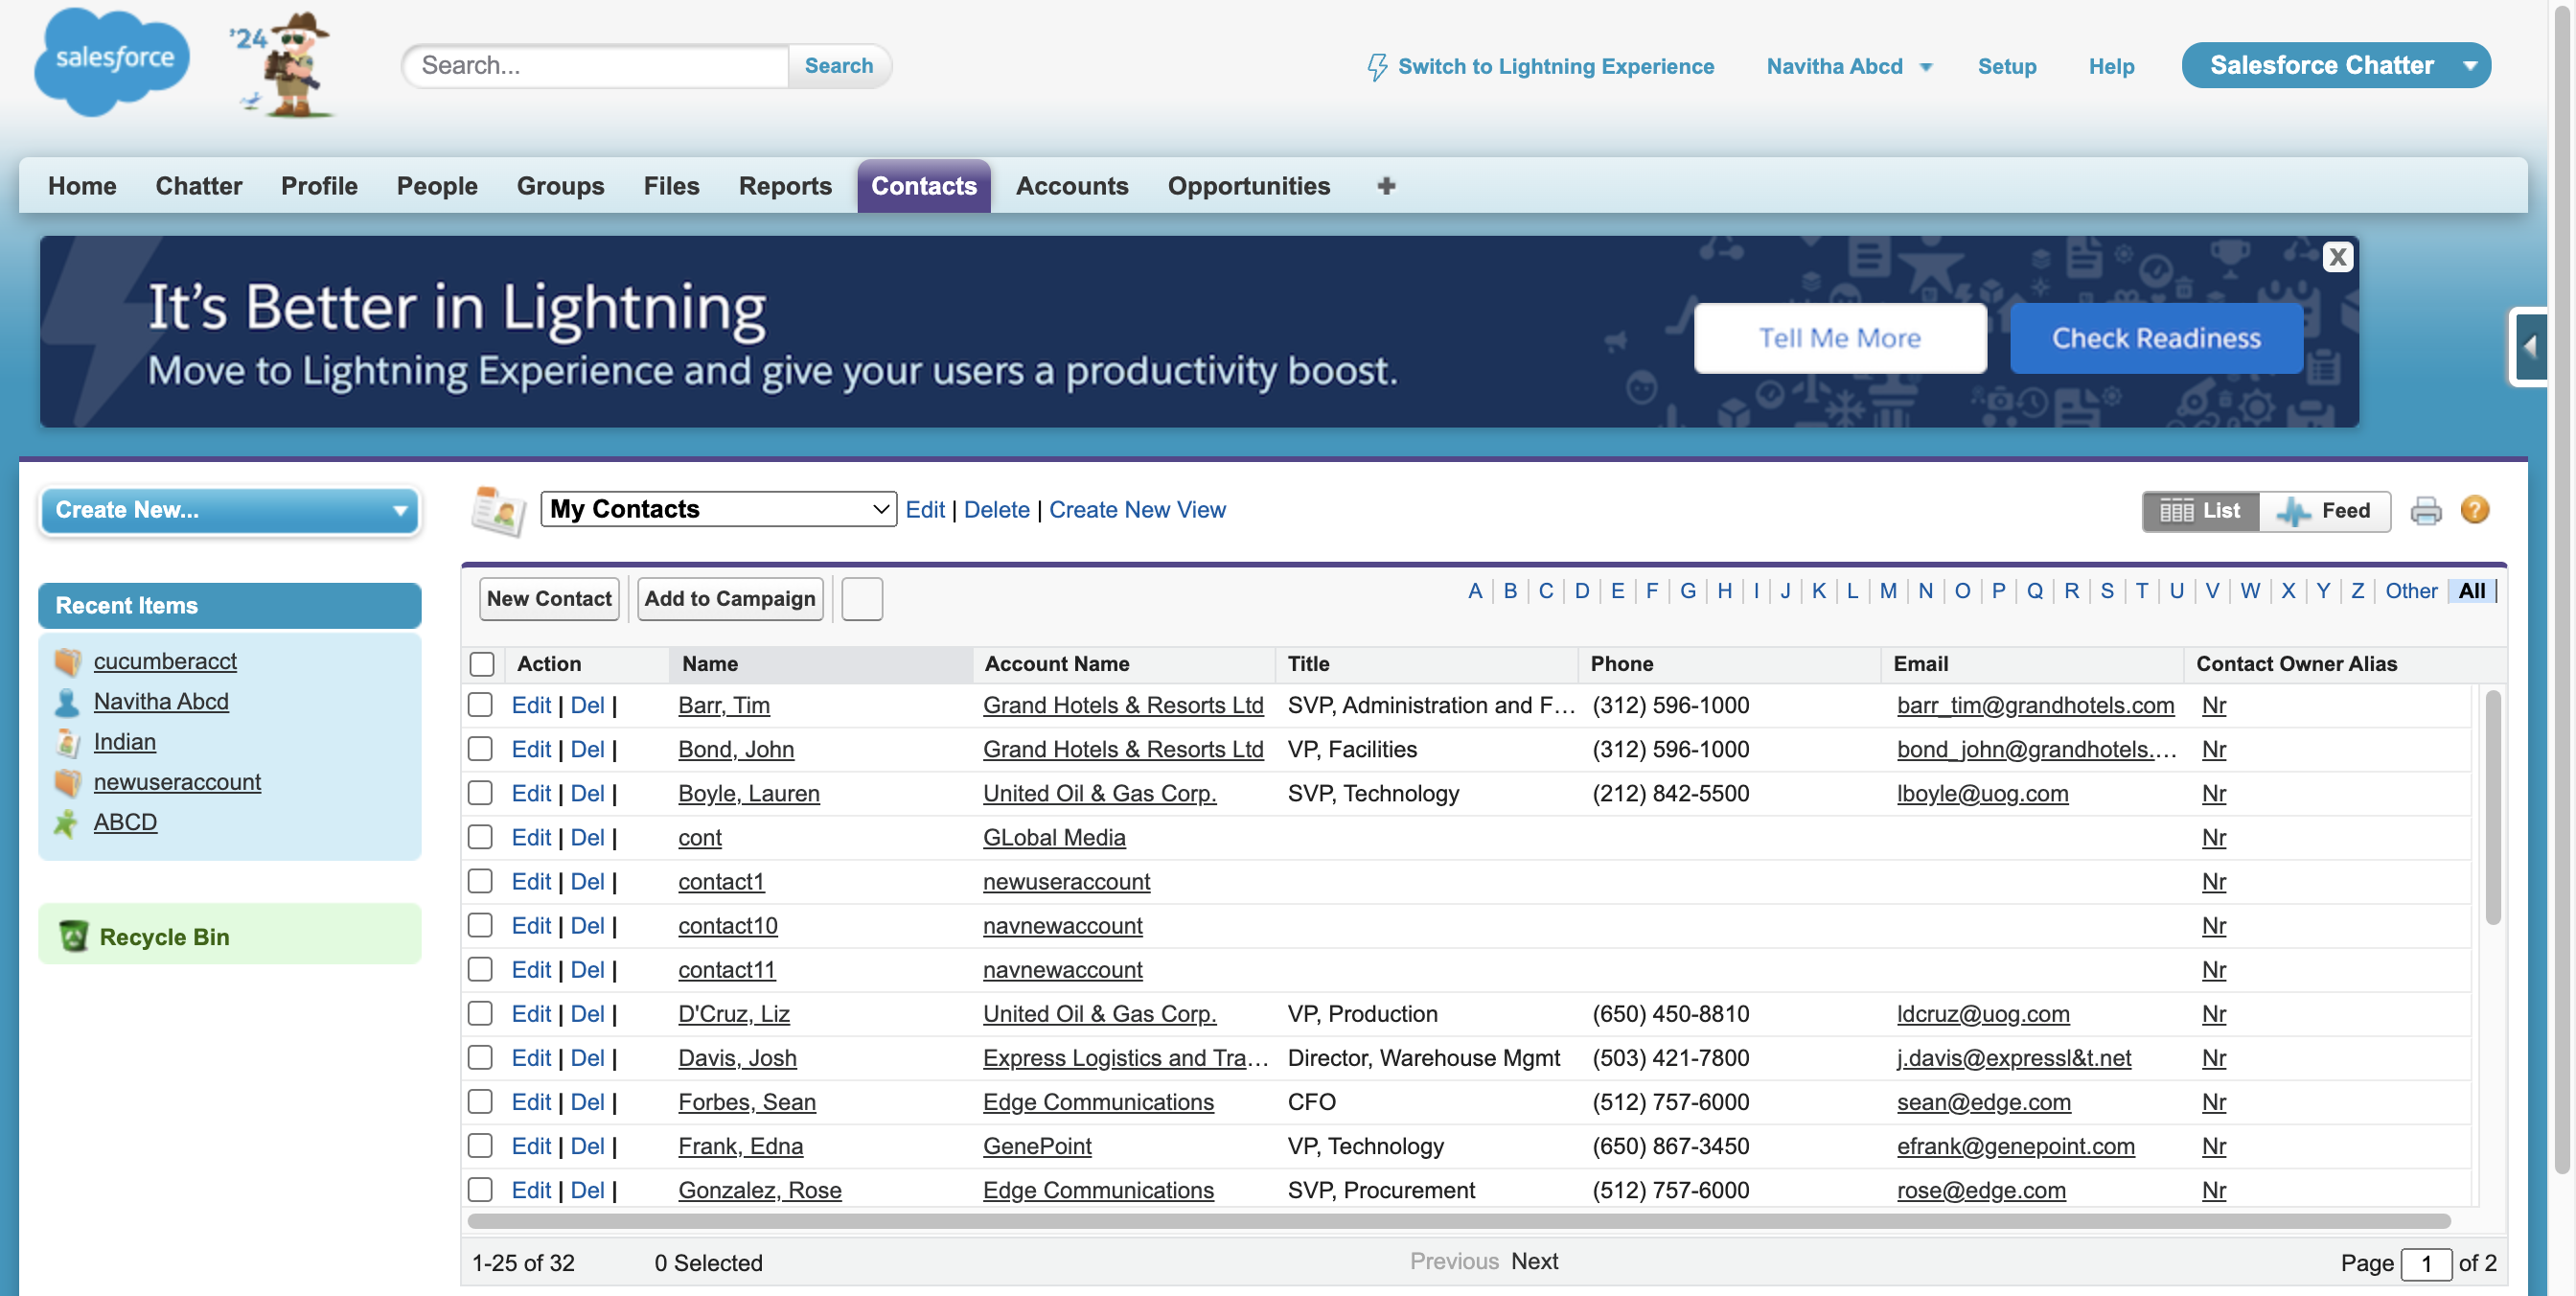 salesforce
'24
Search...
Search
Switch to Lightning Experience
Navitha Abcd
Setup
Help
Salesforce Chatter
Home Chatter Profile People Groups Files Reports Contacts Accounts Opportunities +
It's Better in Lightning
Move to Lightning Experience and give your users a productivity boost.
Tell Me More
Check Readiness
X
Create New...
My Contacts Edit | Delete | Create New View
List Feed ?
Recent Items
cucumberacct
Navitha Abcd
Indian
newuseraccount
ABCD
Recycle Bin
New Contact Add to Campaign
A | B | C | D | E | F | G | H | I | J | K | L | M | N | O | P | Q | R | S | T | U | V | W | X | Y | Z | Other | All |
Action Name Account Name Title Phone Email Contact Owner Alias
Edit | Del | Barr, Tim Grand Hotels & Resorts Ltd SVP, Administration and F... (312) 596-1000 barr_tim@grandhotels.com Nr
Edit | Del | Bond, John Grand Hotels & Resorts Ltd VP, Facilities (312) 596-1000 bond_john@grandhotels.... Nr
Edit | Del | Boyle, Lauren United Oil & Gas Corp. SVP, Technology (212) 842-5500 lboyle@uog.com Nr
Edit | Del | cont GLobal Media Nr
Edit | Del | contact1 newuseraccount Nr
Edit | Del | contact10 navnewaccount Nr
Edit | Del | contact11 navnewaccount Nr
Edit | Del | D'Cruz, Liz United Oil & Gas Corp. VP, Production (650) 450-8810 ldcruz@uog.com Nr
Edit | Del | Davis, Josh Express Logistics and Tra... Director, Warehouse Mgmt (503) 421-7800 j.davis@expressl&t.net Nr
Edit | Del | Forbes, Sean Edge Communications CFO (512) 757-6000 sean@edge.com Nr
Edit | Del | Frank, Edna GenePoint VP, Technology (650) 867-3450 efrank@genepoint.com Nr
Edit | Del | Gonzalez, Rose Edge Communications SVP, Procurement (512) 757-6000 rose@edge.com Nr
1-25 of 32 0 Selected Previous Next Page 1 of 2